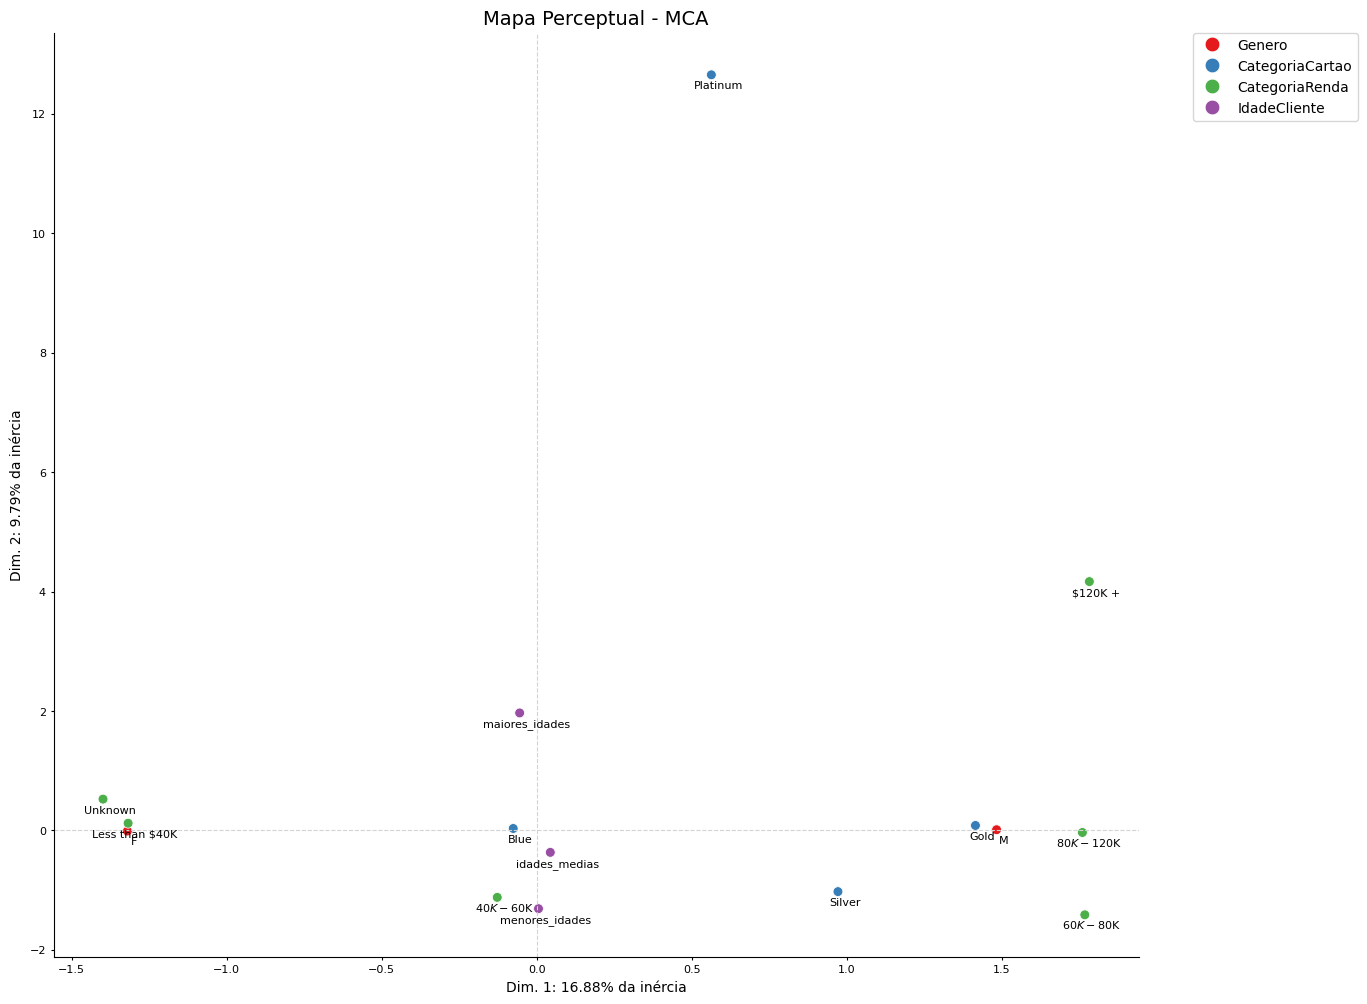 Mapa Perceptual - MCA
Genero
CategoriaCartao
CategoriaRenda
IdadeCliente
Platinum
12
10
8
6
$120K +
4
maiores_idades
2
Unknown
Less than $40K
F
0
Blue
Gold
M
80K − 120K
idades_medias
Silver
40K − 60K
menores_idades
60K − 80K
−2
−1.5
−1.0
−0.5
0.0
0.5
1.0
1.5
Dim. 1: 16.88% da inércia
Dim. 2: 9.79% da inércia